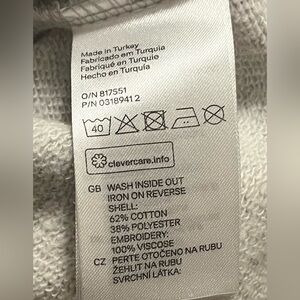 Made in Turkey
Fabricado em Turquia
Fabriqué en Turquie
Hecho en Turquía
O/N 817551
P/N 0318941 2
40
clevercare.info
GB WASH INSIDE OUT
IRON ON REVERSE
SHELL:
62% COTTON
38% POLYESTER
EMBROIDERY:
100% VISCOSE
CZ PERTE OTOČENO NA RUBU
ŽEHLIT NA RUBU
SVRCHNÍ LÁTKA: